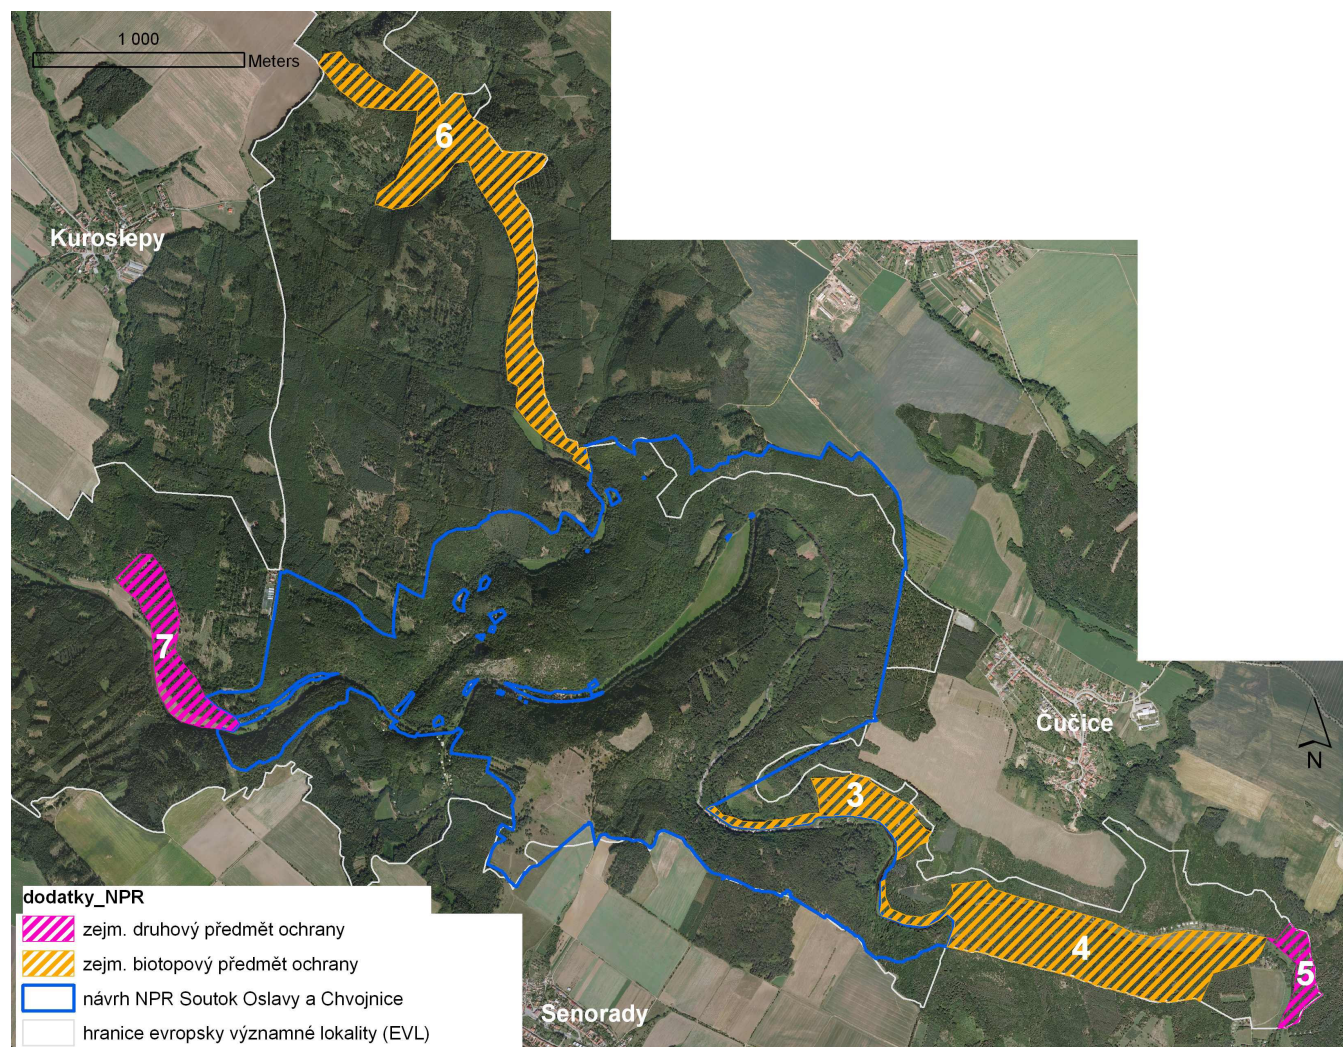 1 000
Meters
6
Kuroslepy
7
Čučice
3
4
5
N
Senorady
dodatky_NPR
zejm. druhový předmět ochrany
zejm. biotopový předmět ochrany
návrh NPR Soutok Oslavy a Chvojnice
hranice evropsky významné lokality (EVL)